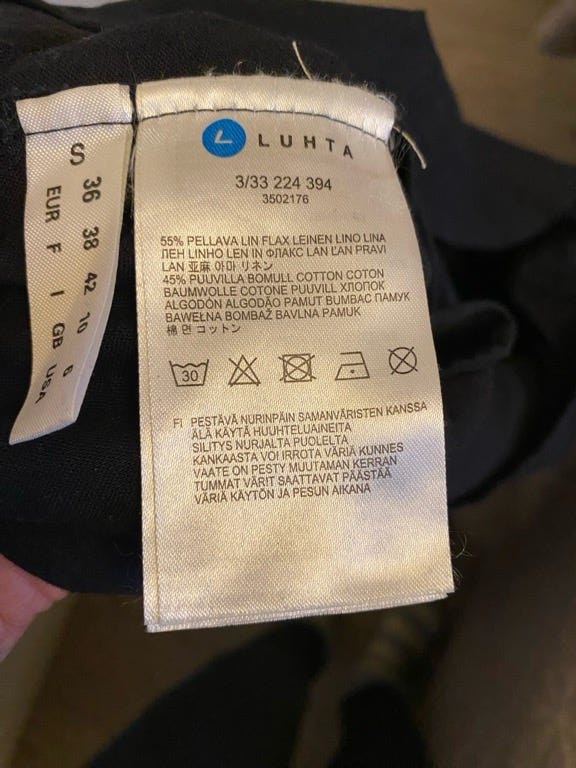 S
36 38 42 10 6
EUR F I GB USA
LUHTA
3/33 224 394
3502176
55% PELLAVA LIN FLAX LEINEN LINO LINA
ЛЕН LINHO LEN IN ФЛАКС LAN ĽAN PRAVI
LAN 亚麻 아마 リネン
45% PUUVILLA BOMULL COTTON COTON
BAUMWOLLE COTONE PUUVILL ХЛОПОК
ALGODÓN ALGODÃO PAMUT BUMBAC ПАМУК
BAWEŁNA BOMBAŽ BAVLNA PAMUK
棉 면 コットン
30
FI PESTÄVÄ NURINPÄIN SAMANVÄRISTEN KANSSA
ÄLÄ KÄYTÄ HUUHTELUAINEITA
SILITYS NURJALTA PUOLELTA
KANKAASTA VOI IRROTA VÄRIÄ KUNNES
VAATE ON PESTY MUUTAMAN KERRAN
TUMMAT VÄRIT SAATTAVAT PÄÄSTÄÄ
VÄRIÄ KÄYTÖN JA PESUN AIKANA